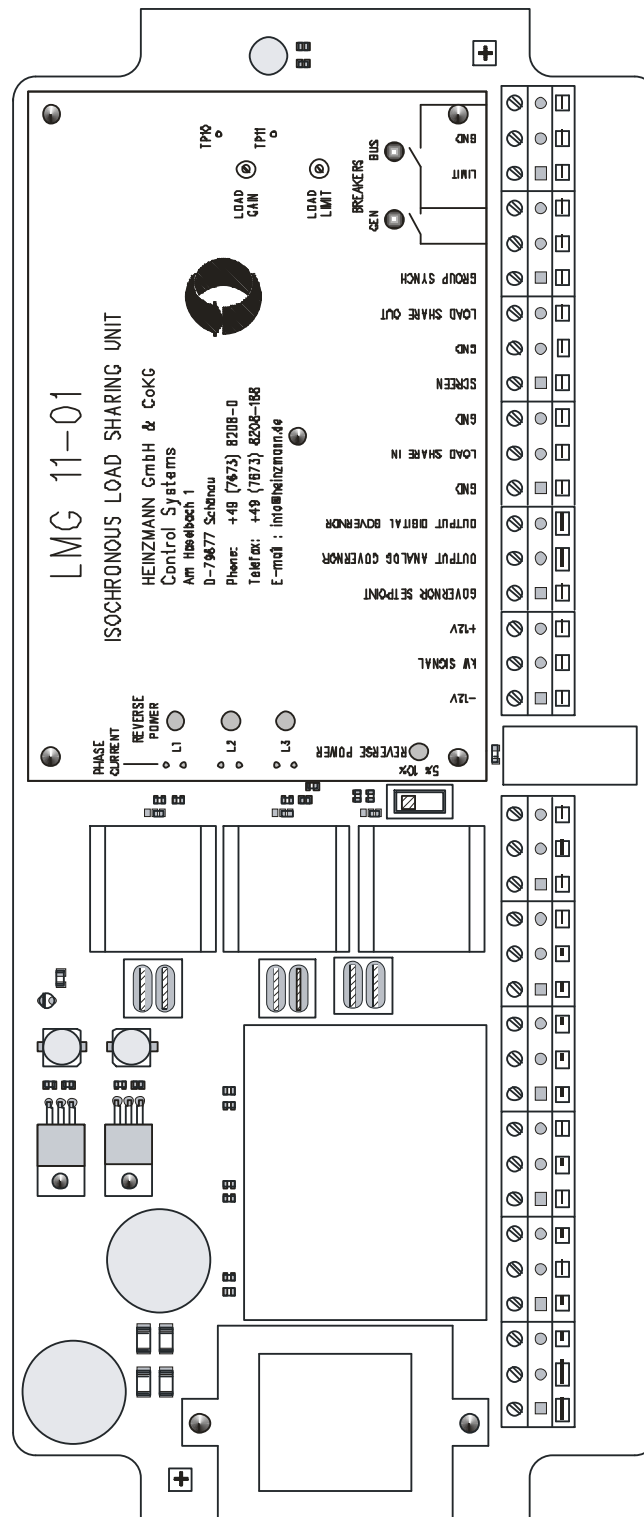 LMG 11-01
ISOCHRONOUS LOAD SHARING UNIT
HEINZMANN GmbH & CoKG
Control Systems
Am Haselbach 1
D-79677 Schönau
Phone: +49 (7673) 8208-0
Telefax: +49 (7673) 8208-188
E-mail : info@heinzmann.de
TP10
TP11
LOAD
GAIN
LOAD
LIMIT
BREAKERS
BUS
GEN
GND
LIMIT
GROUP SYNCH
LOAD SHARE OUT
GND
SCREEN
GND
LOAD SHARE IN
GND
OUTPUT DIGITAL GOVERNOR
OUTPUT ANALOG GOVERNOR
GOVERNOR SETPOINT
+12V
kW SIGNAL
-12V
PHASE
CURRENT
REVERSE
POWER
L1
L2
L3
REVERSE POWER
5% 10%